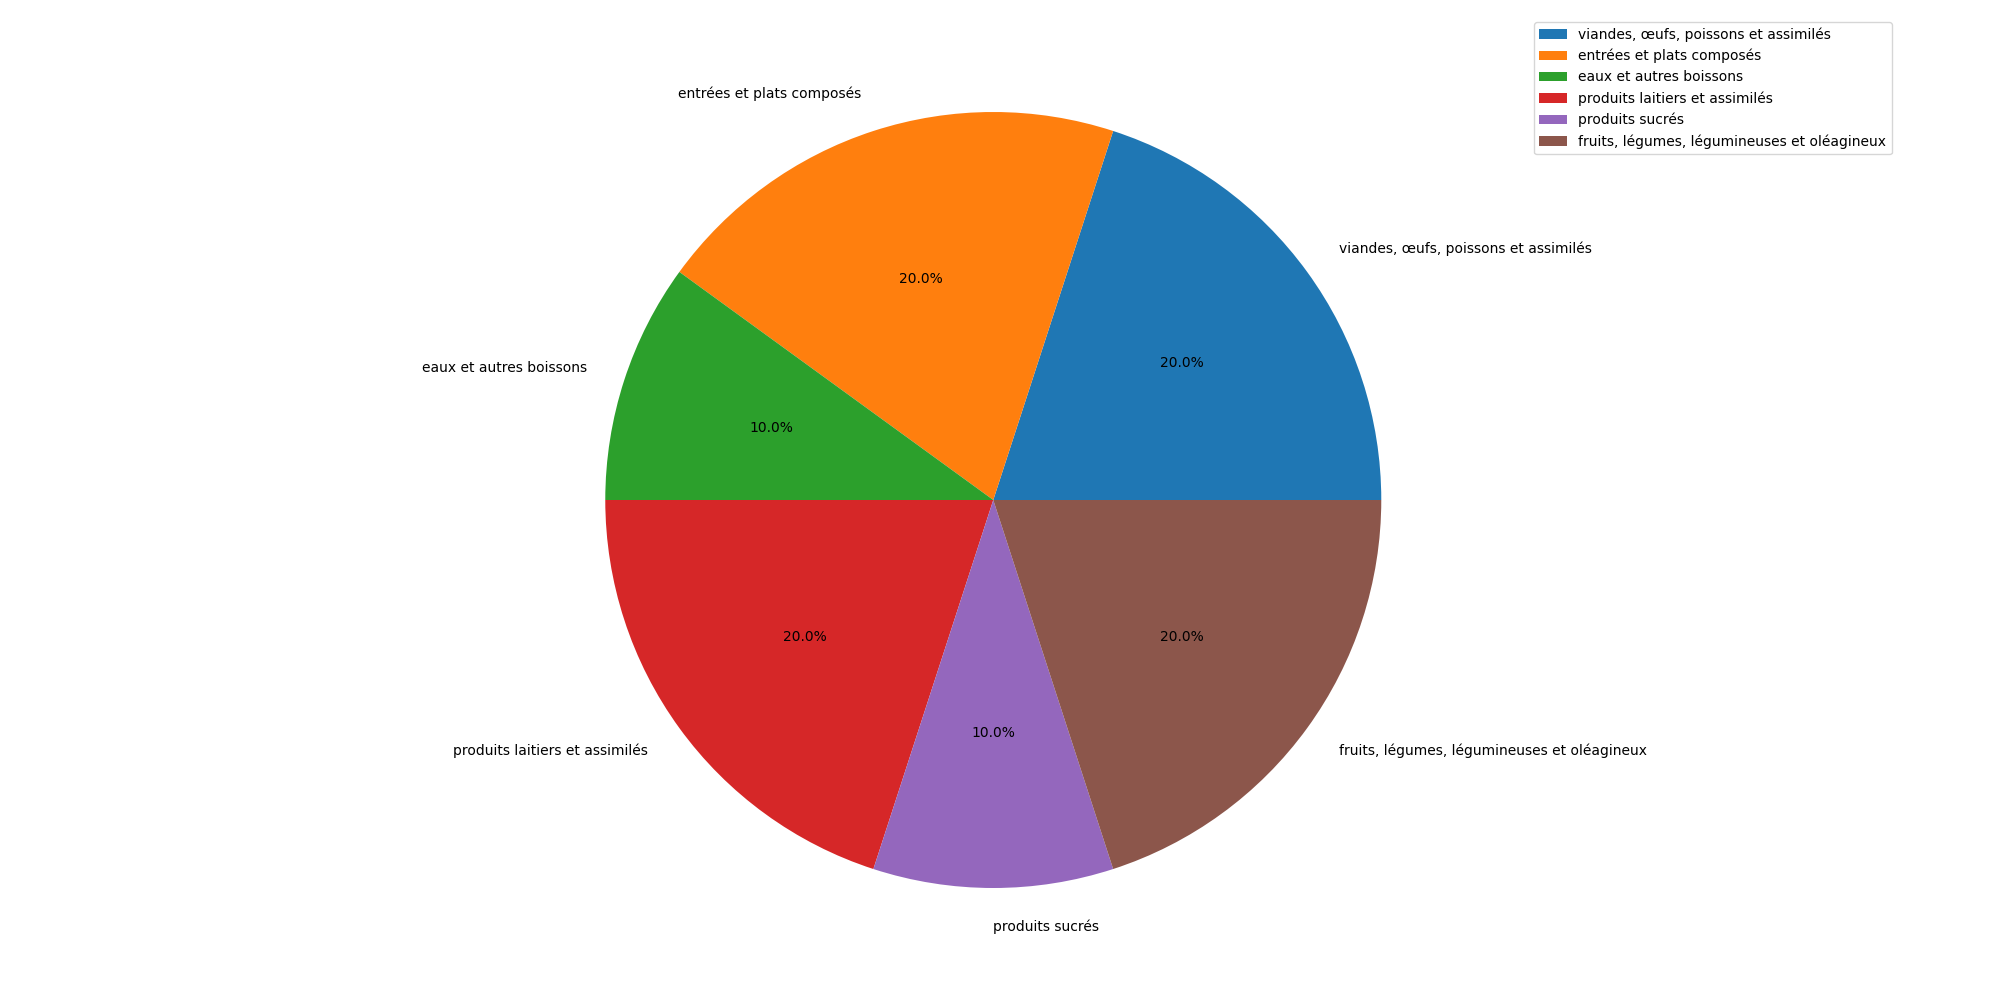 viandes, œufs, poissons et assimilés
entrées et plats composés
eaux et autres boissons
produits laitiers et assimilés
produits sucrés
fruits, légumes, légumineuses et oléagineux
entrées et plats composés
viandes, œufs, poissons et assimilés
20.0%
20.0%
eaux et autres boissons
10.0%
20.0%
20.0%
10.0%
produits laitiers et assimilés
fruits, légumes, légumineuses et oléagineux
produits sucrés